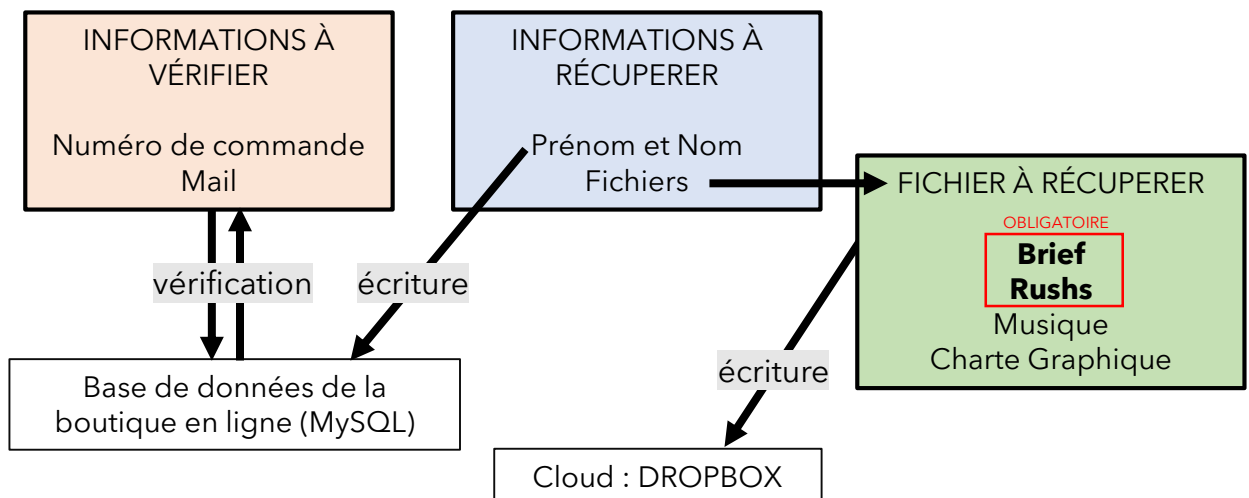 INFORMATIONS À
VÉRIFIER
Numéro de commande
Mail
INFORMATIONS À
RÉCUPERER
Prénom et Nom
Fichiers
FICHIER À RÉCUPERER
OBLIGATOIRE
Brief
Rushs
Musique
Charte Graphique
vérification
écriture
écriture
Base de données de la
boutique en ligne (MySQL)
Cloud : DROPBOX